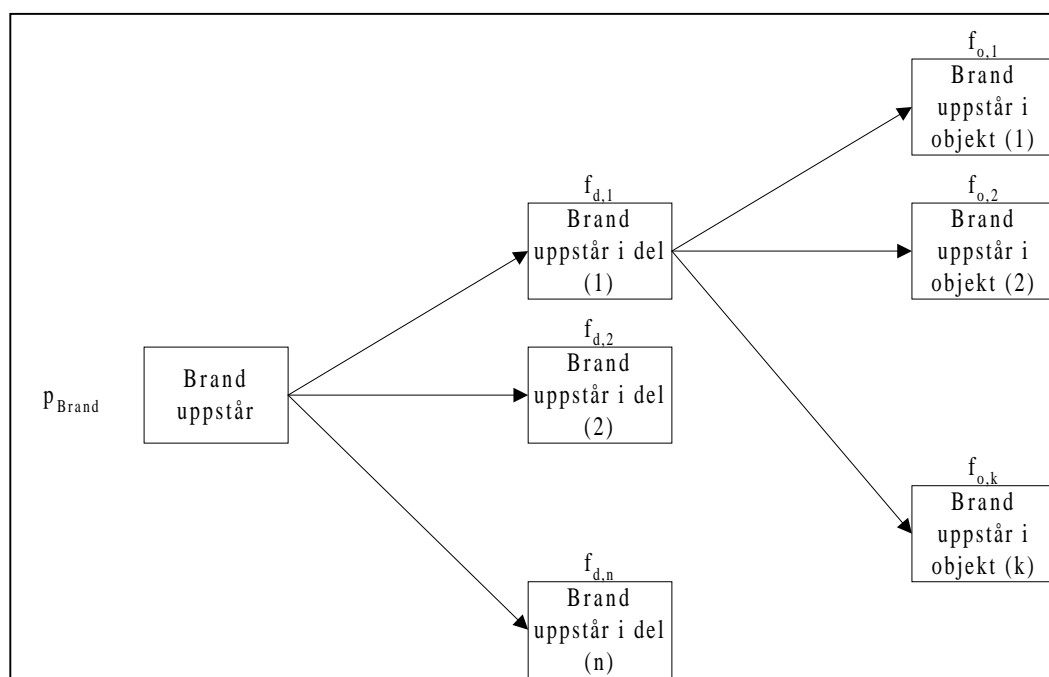 p_Brand
Brand
uppstår
f_d,1
Brand
uppstår i del
(1)
f_d,2
Brand
uppstår i del
(2)
f_d,n
Brand
uppstår i del
(n)
f_o,1
Brand
uppstår i
objekt (1)
f_o,2
Brand
uppstår i
objekt (2)
f_o,k
Brand
uppstår i
objekt (k)